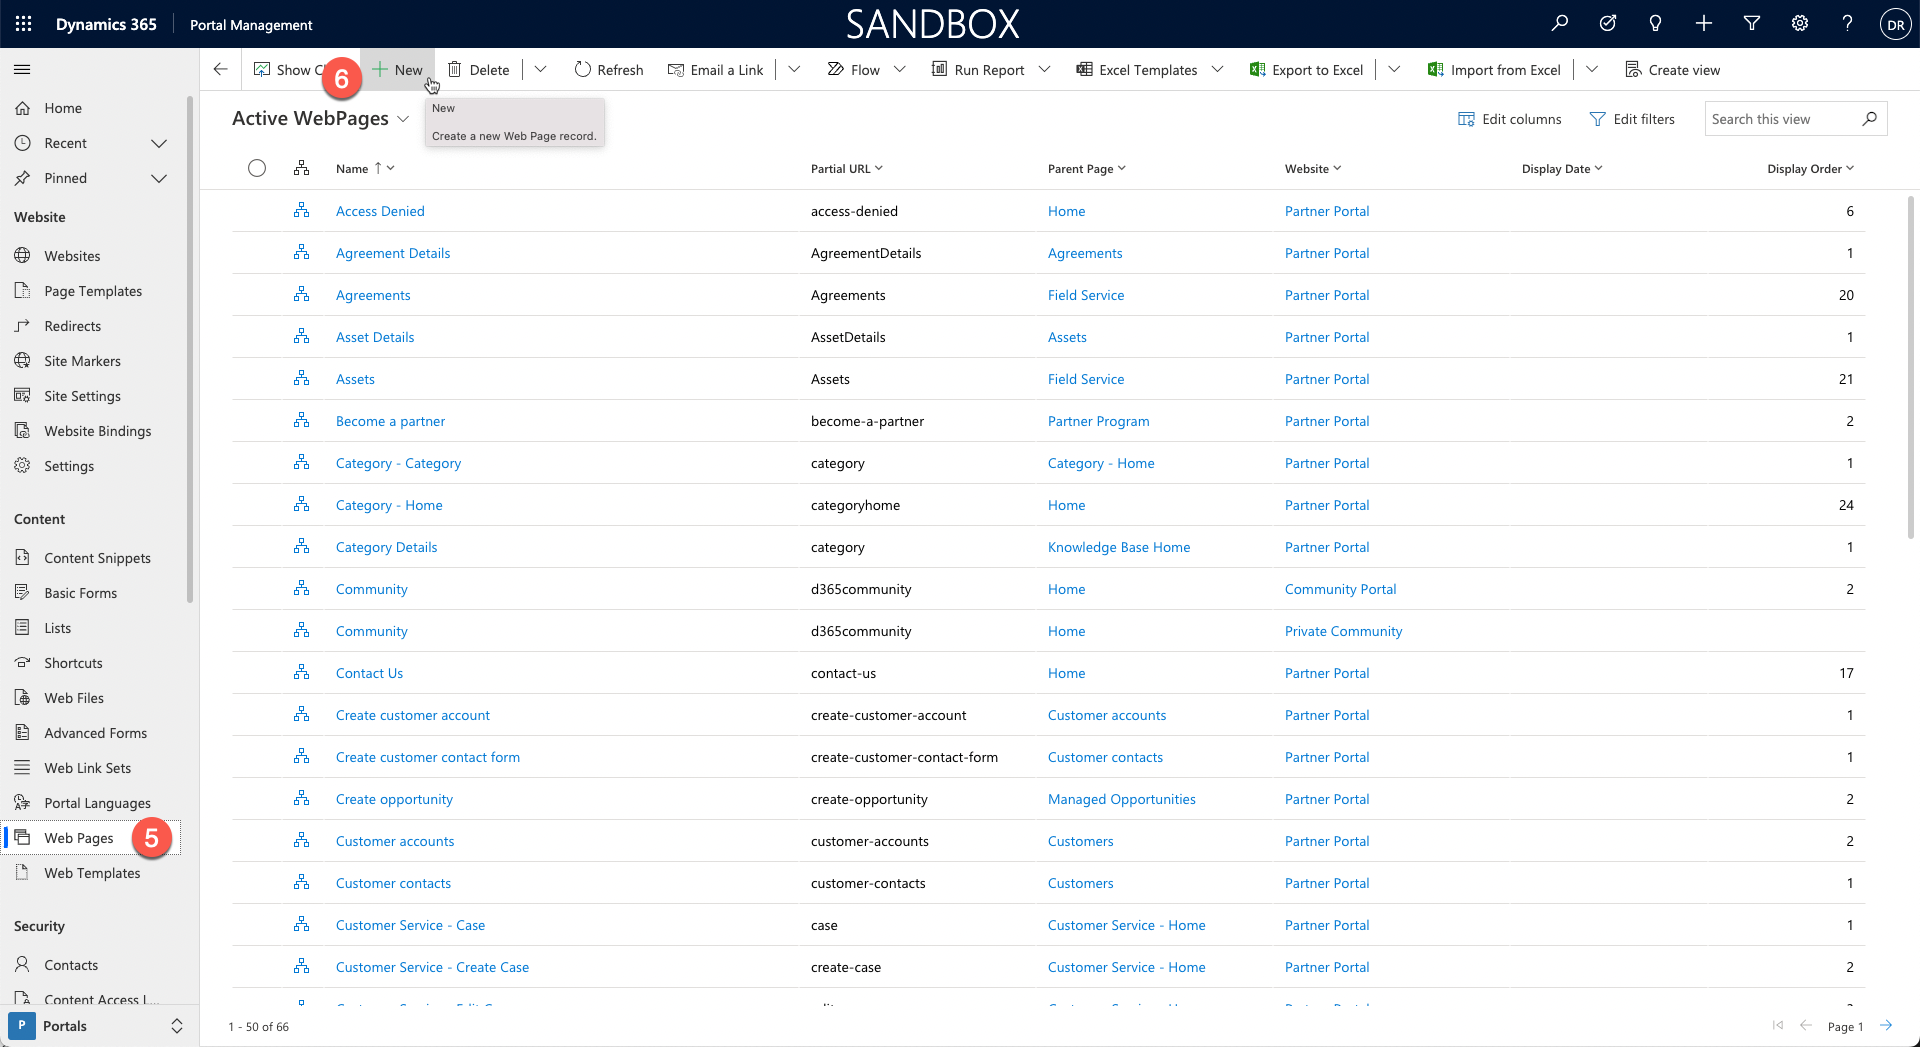 Dynamics 365 Portal Management SANDBOX DR
Show C 6 New Delete Refresh Email a Link Flow Run Report Excel Templates Export to Excel Import from Excel Create view
New
Create a new Web Page record.
Active WebPages Edit columns Edit filters Search this view
Home
Recent
Pinned
Website
Websites
Page Templates
Redirects
Site Markers
Site Settings
Website Bindings
Settings
Content
Content Snippets
Basic Forms
Lists
Shortcuts
Web Files
Advanced Forms
Web Link Sets
Portal Languages
Web Pages 5
Web Templates
Security
Contacts
Content Access L...
P Portals
Name Partial URL Parent Page Website Display Date Display Order
Access Denied access-denied Home Partner Portal 6
Agreement Details AgreementDetails Agreements Partner Portal 1
Agreements Agreements Field Service Partner Portal 20
Asset Details AssetDetails Assets Partner Portal 1
Assets Assets Field Service Partner Portal 21
Become a partner become-a-partner Partner Program Partner Portal 2
Category - Category category Category - Home Partner Portal 1
Category - Home categoryhome Home Partner Portal 24
Category Details category Knowledge Base Home Partner Portal 1
Community d365community Home Community Portal 2
Community d365community Home Private Community
Contact Us contact-us Home Partner Portal 17
Create customer account create-customer-account Customer accounts Partner Portal 1
Create customer contact form create-customer-contact-form Customer contacts Partner Portal 1
Create opportunity create-opportunity Managed Opportunities Partner Portal 2
Customer accounts customer-accounts Customers Partner Portal 2
Customer contacts customer-contacts Customers Partner Portal 1
Customer Service - Case case Customer Service - Home Partner Portal 1
Customer Service - Create Case create-case Customer Service - Home Partner Portal 2
1 - 50 of 66 Page 1